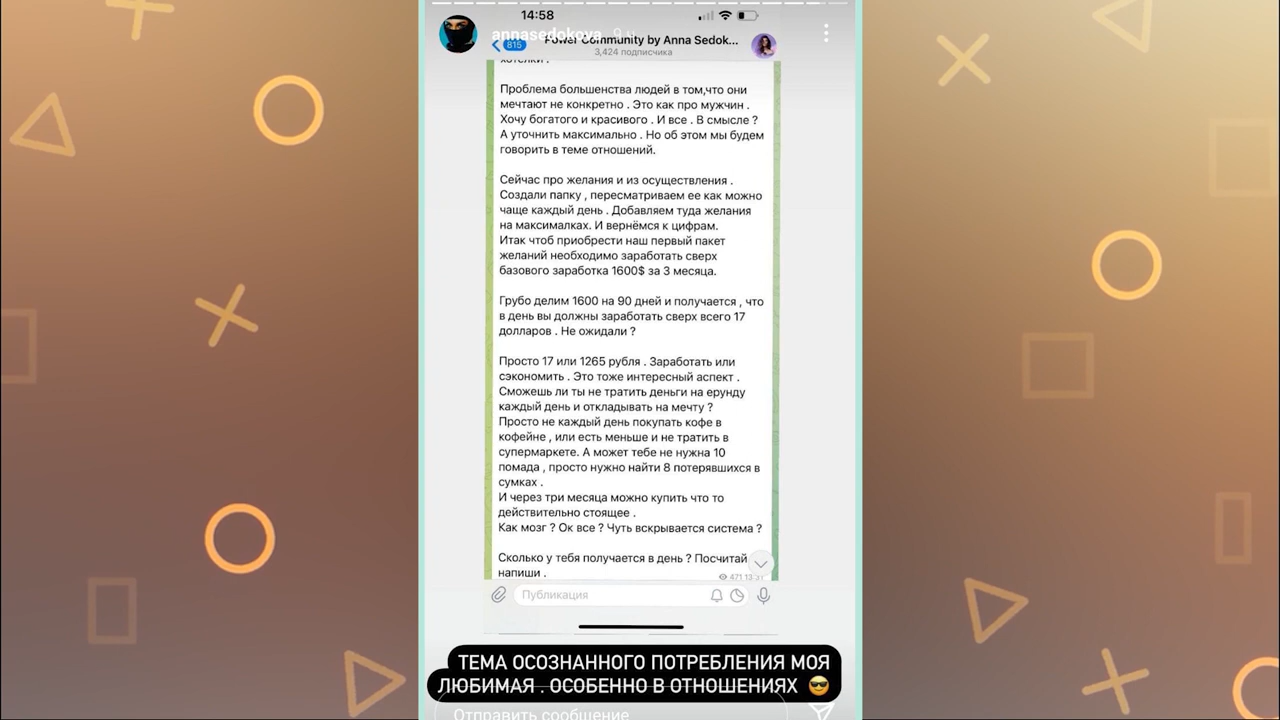 14:58
annasedokova 9 ч
815
Power Community by Anna Sedok...
3,424 подписчика
хотелки .
Проблема большенства людей в том,что они
мечтают не конкретно . Это как про мужчин .
Хочу богатого и красивого . И все . В смысле ?
А уточнить максимально . Но об этом мы будем
говорить в теме отношений.
Сейчас про желания и из осуществления .
Создали папку , пересматриваем ее как можно
чаще каждый день . Добавляем туда желания
на максималках. И вернёмся к цифрам.
Итак чтоб приобрести наш первый пакет
желаний необходимо заработать сверх
базового заработка 1600$ за 3 месяца.
Грубо делим 1600 на 90 дней и получается , что
в день вы должны заработать сверх всего 17
долларов . Не ожидали ?
Просто 17 или 1265 рубля . Заработать или
сэкономить . Это тоже интересный аспект .
Сможешь ли ты не тратить деньги на ерунду
каждый день и откладывать на мечту ?
Просто не каждый день покупать кофе в
кофейне , или есть меньше и не тратить в
супермаркете. А может тебе не нужна 10
помада , просто нужно найти 8 потерявшихся в
сумках .
И через три месяца можно купить что то
действительно стоящее .
Как мозг ? Ок все ? Чуть вскрывается система ?
Сколько у тебя получается в день ? Посчитай
напиши .
471 13:31
Публикация
ТЕМА ОСОЗНАННОГО ПОТРЕБЛЕНИЯ МОЯ
ЛЮБИМАЯ . ОСОБЕННО В ОТНОШЕНИЯХ 😎
Отправить сообщение